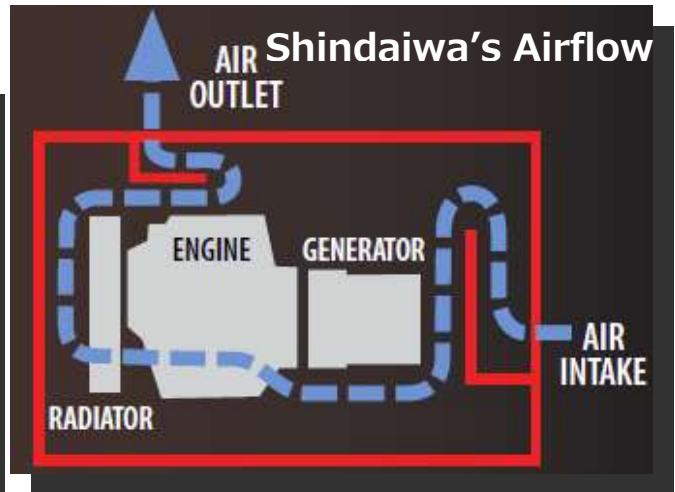 Shindaiwa’s Airflow
AIR
OUTLET
ENGINE
GENERATOR
AIR
INTAKE
RADIATOR